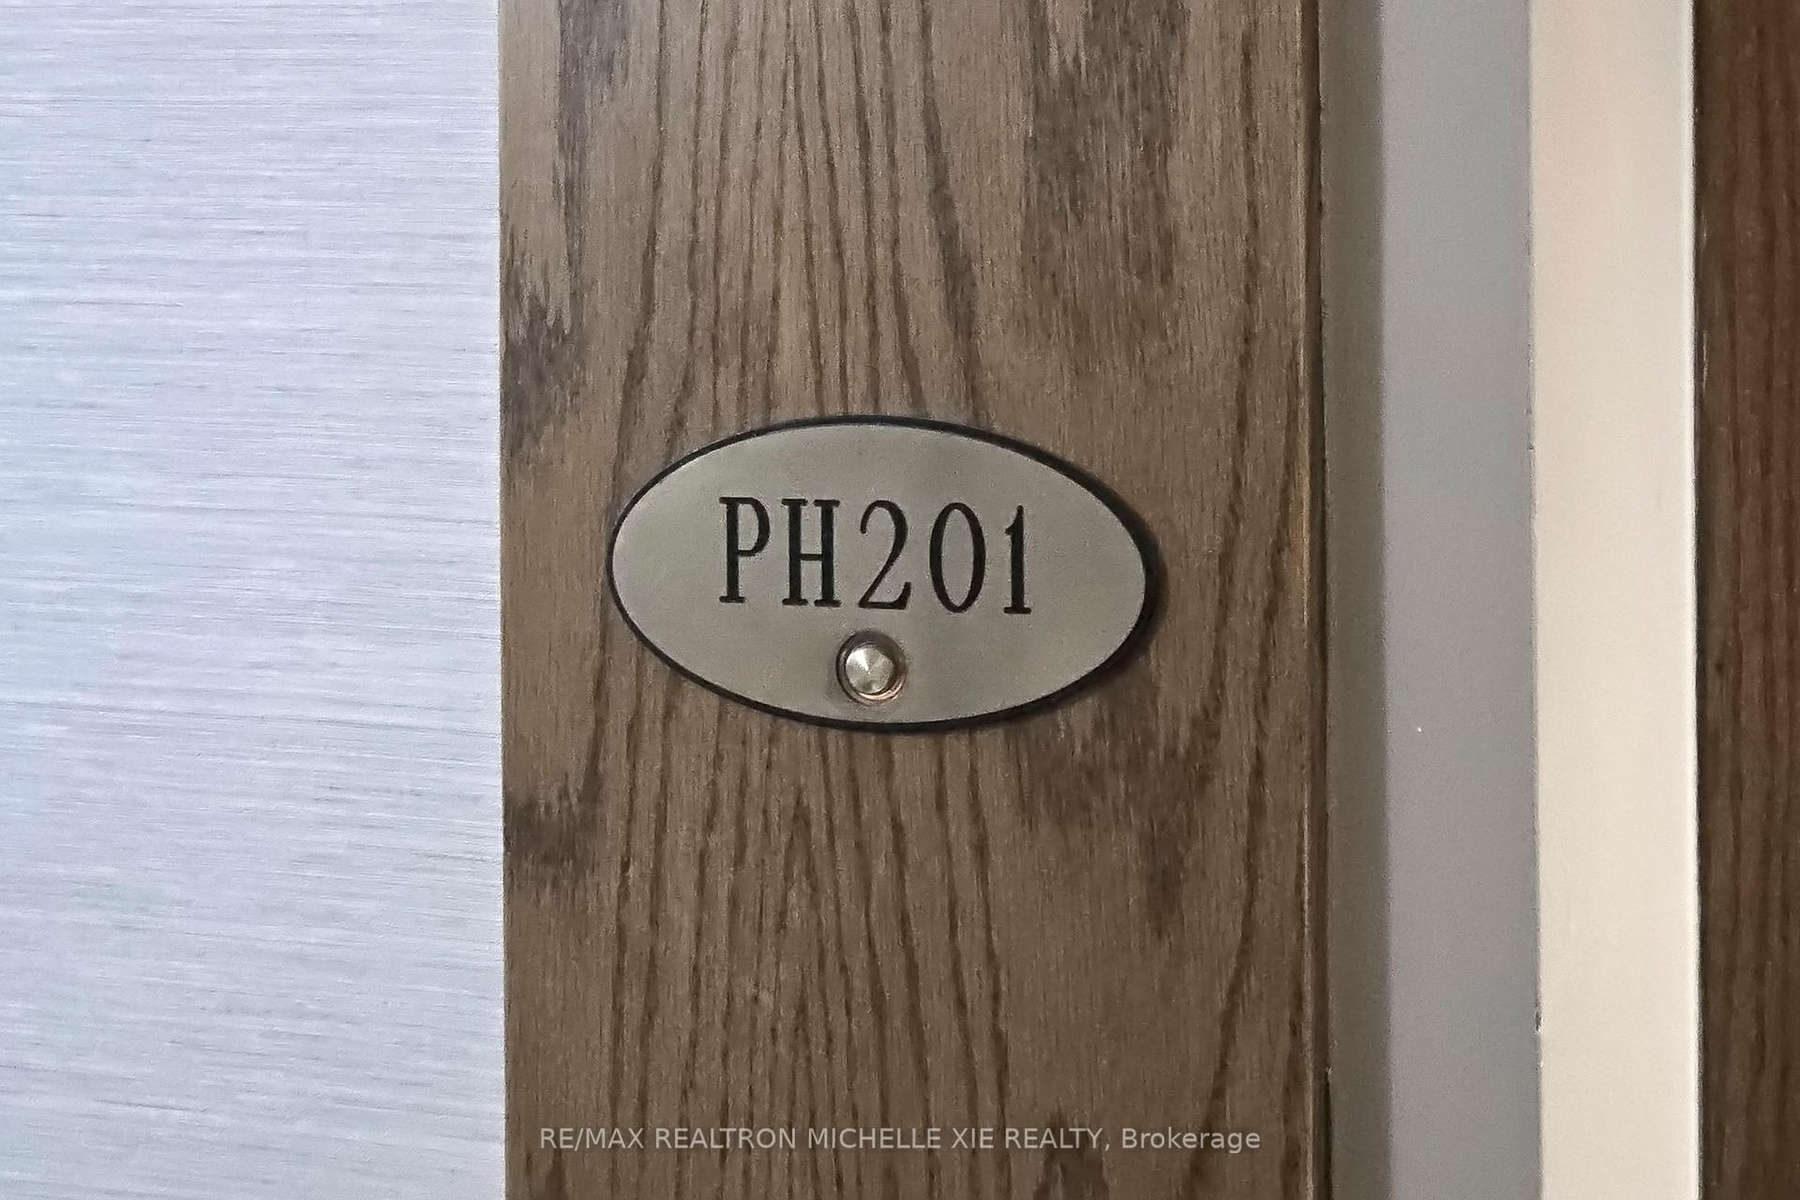 PH201
RE/MAX REALTRON MICHELLE XIE REALTY, Brokerage